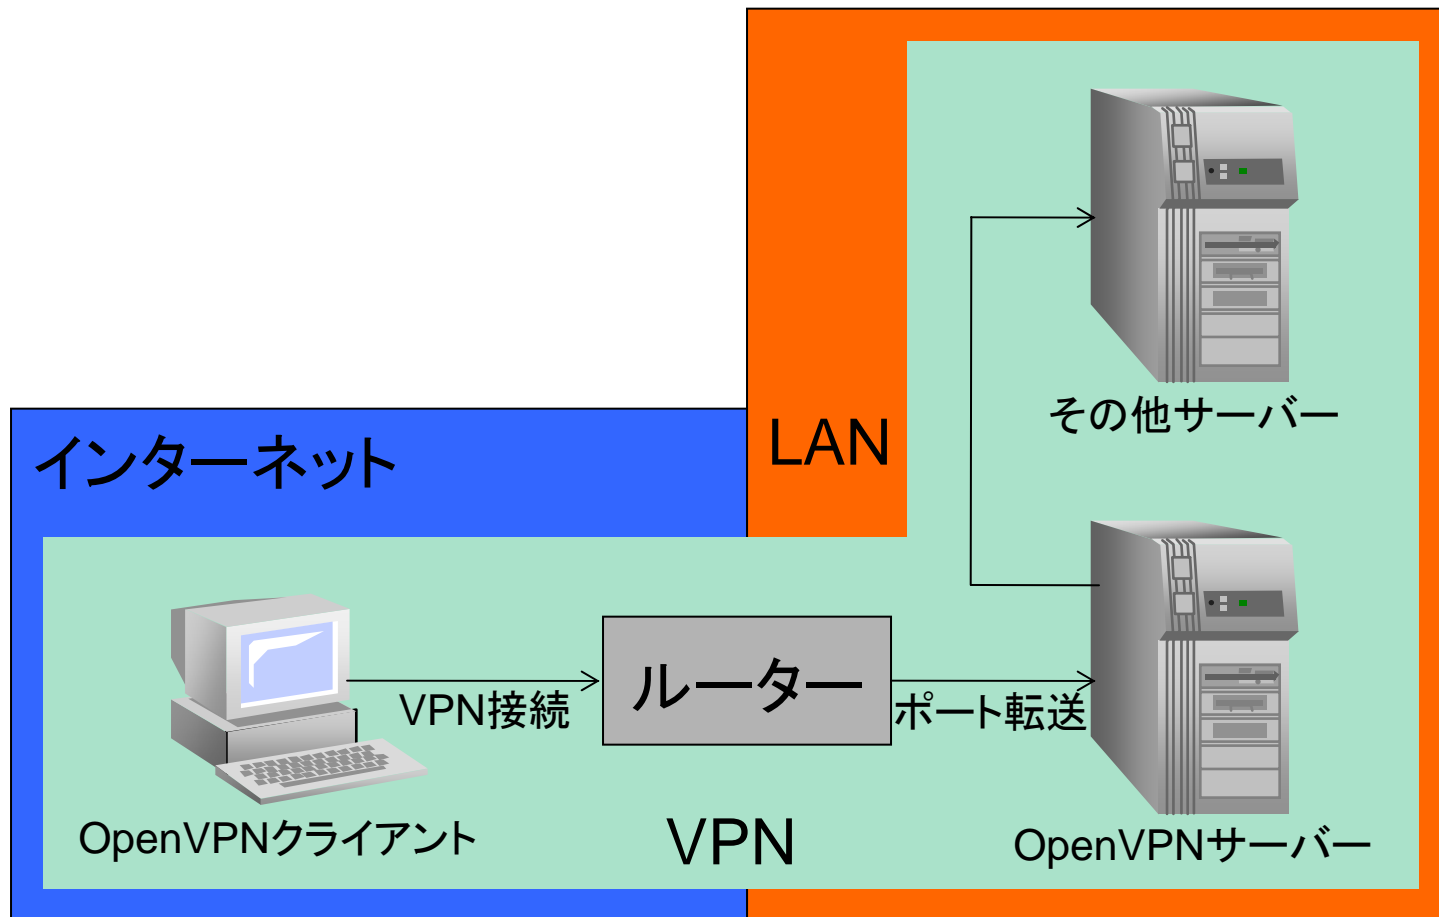 その他サーバー
LAN
インターネット
ルーター
VPN接続
ポート転送
OpenVPNクライアント
VPN
OpenVPNサーバー